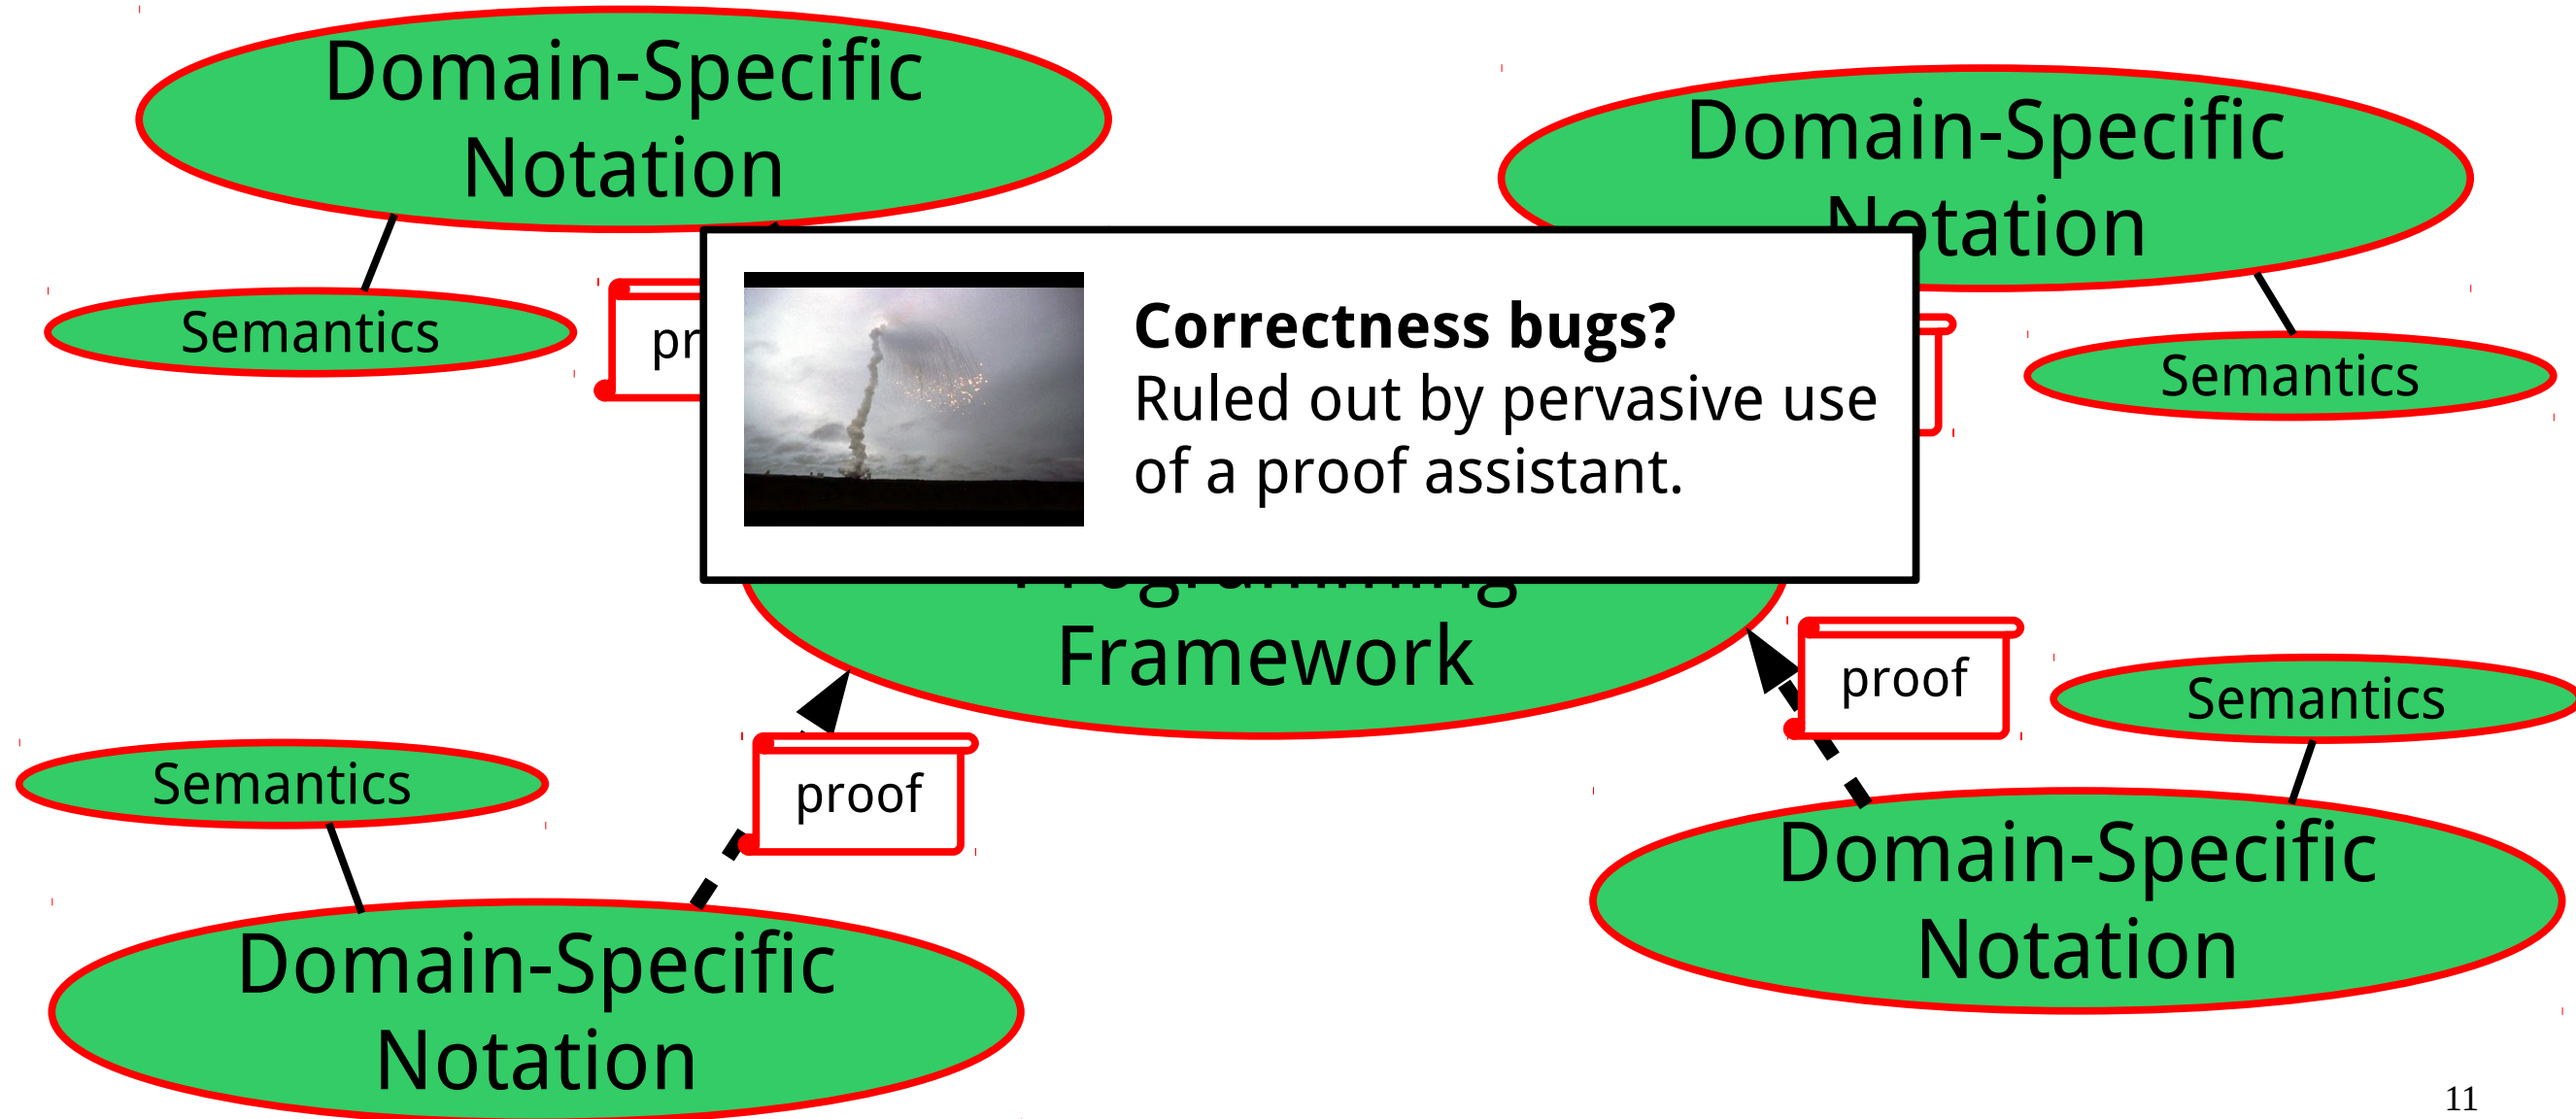 Domain-Specific
Notation
Domain-Specific
Notation
Semantics
Correctness bugs?
Ruled out by pervasive use
of a proof assistant.
Semantics
Programming
Framework
proof
Semantics
Semantics
proof
Domain-Specific
Notation
Domain-Specific
Notation
11